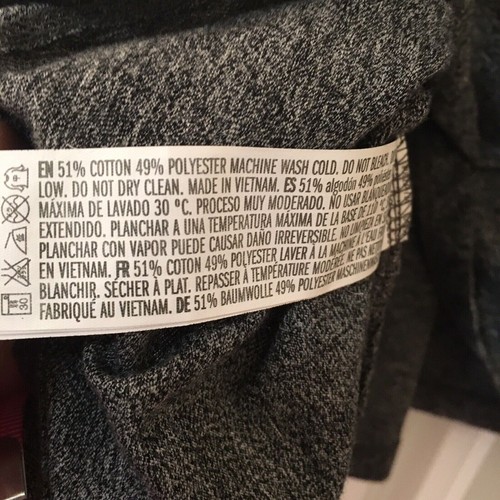 EN 51% COTTON 49% POLYESTER MACHINE WASH COLD. DO NOT BLEACH.
LOW. DO NOT DRY CLEAN. MADE IN VIETNAM. ES 51% algodón 49%
MÁXIMA DE LAVADO 30 ºC. PROCESO MUY MODERADO. NO USAR BLANQUEADOR
EXTENDIDO. PLANCHAR A UNA TEMPERATURA MÁXIMA DE LA BASE DE 110
PLANCHAR CON VAPOR PUEDE CAUSAR DAÑO IRREVERSIBLE. NO
EN VIETNAM. FR 51% COTON 49% POLYESTER LAVER À LA MACHINE À L'EAU
BLANCHIR. SÉCHER À PLAT. REPASSER À TEMPÉRATURE MODÉRÉE. NE PAS
FABRIQUÉ AU VIETNAM. DE 51% BAUMWOLLE 49% POLYESTER
30